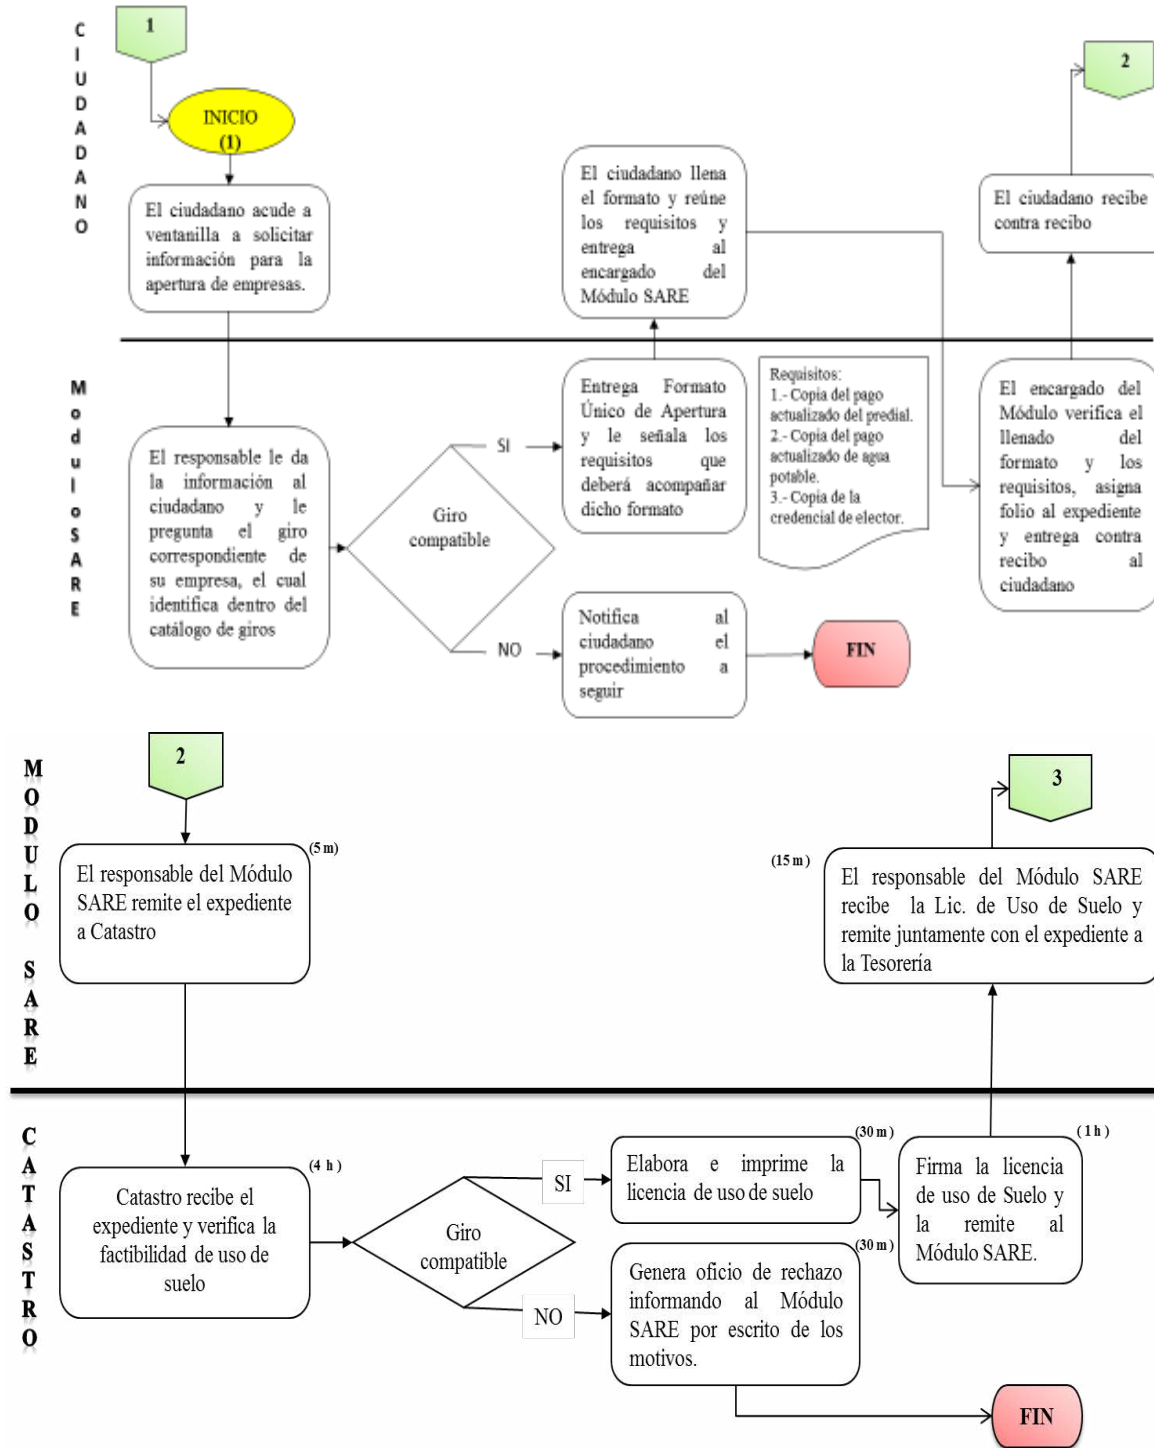 CIUDADANO
1
INICIO
(1)
El ciudadano acude a
ventanilla a solicitar
información para la
apertura de empresas.
El ciudadano llena
el formato y reúne
los requisitos y
entrega al
encargado del
Módulo SARE
2
El ciudadano recibe
contra recibo
Modulo SARE
El responsable le da
la información al
ciudadano y le
pregunta el giro
correspondiente de
su empresa, el cual
identifica dentro del
catálogo de giros
Giro
compatible
SI
NO
Entrega Formato
Único de Apertura
y le señala los
requisitos que
deberá acompañar
dicho formato
Requisitos:
1.- Copia del pago
actualizado del predial.
2.- Copia del pago
actualizado de agua
potable.
3.- Copia de la
credencial de elector.
El encargado del
Módulo verifica el
llenado del
formato y los
requisitos, asigna
folio al expediente
y entrega contra
recibo al
ciudadano
Notifica al
ciudadano el
procedimiento a
seguir
FIN
MODULO SARE
2
(5 m)
El responsable del Módulo
SARE remite el expediente
a Catastro
3
(15 m)
El responsable del Módulo SARE
recibe la Lic. de Uso de Suelo y
remite juntamente con el expediente a
la Tesorería
CATASTRO
(4 h)
Catastro recibe el
expediente y verifica la
factibilidad de uso de
suelo
Giro
compatible
SI
NO
(30 m)
Elabora e imprime la
licencia de uso de suelo
(1 h)
Firma la licencia
de uso de Suelo y
la remite al
Módulo SARE.
(30 m)
Genera oficio de rechazo
informando al Módulo
SARE por escrito de los
motivos.
FIN